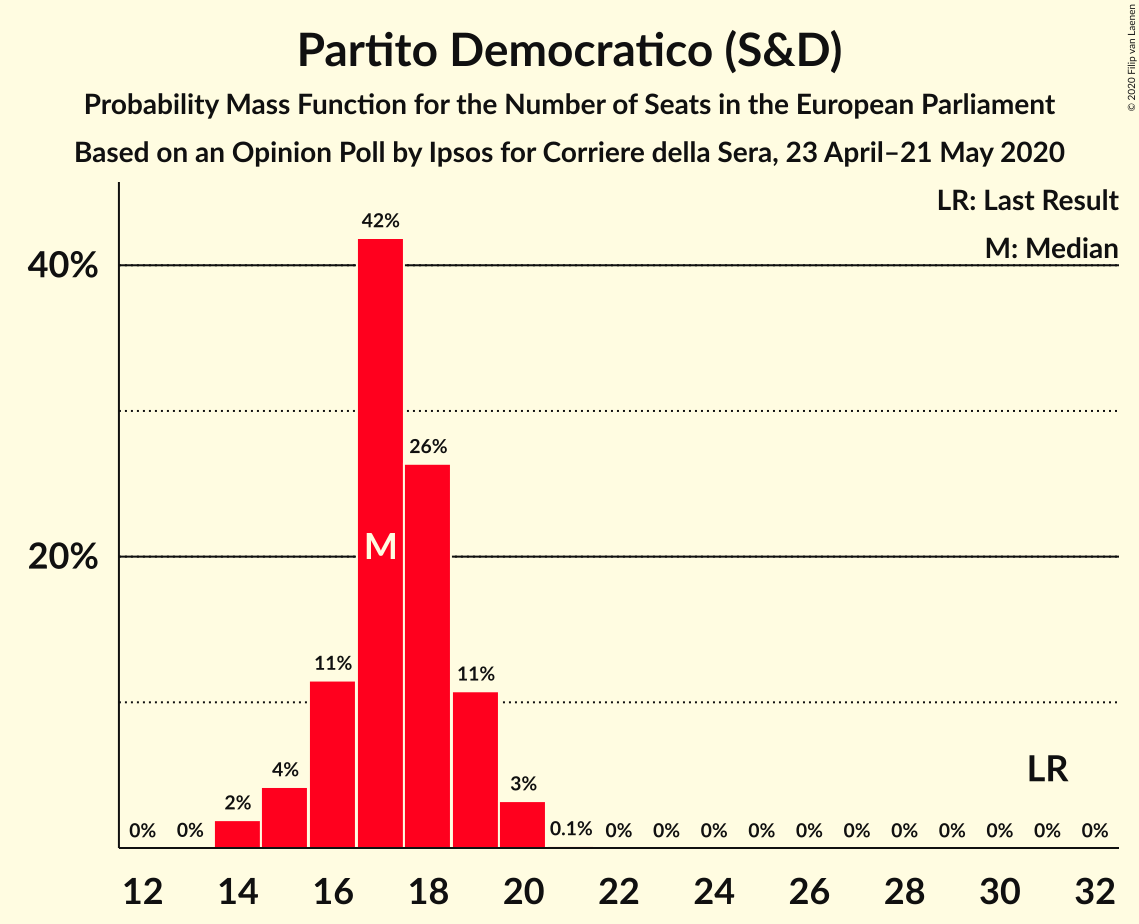 Partito Democratico (S&D)
Probability Mass Function for the Number of Seats in the European Parliament
Based on an Opinion Poll by Ipsos for Corriere della Sera, 23 April–21 May 2020
© 2020 Filip van Laenen
LR: Last Result
M: Median
40%
20%
0% 0% 2% 4% 11% 42% 26% 11% 3% 0.1% 0% 0% 0% 0% 0% 0% 0% 0% 0% 0% 0%
M
LR
12 14 16 18 20 22 24 26 28 30 32